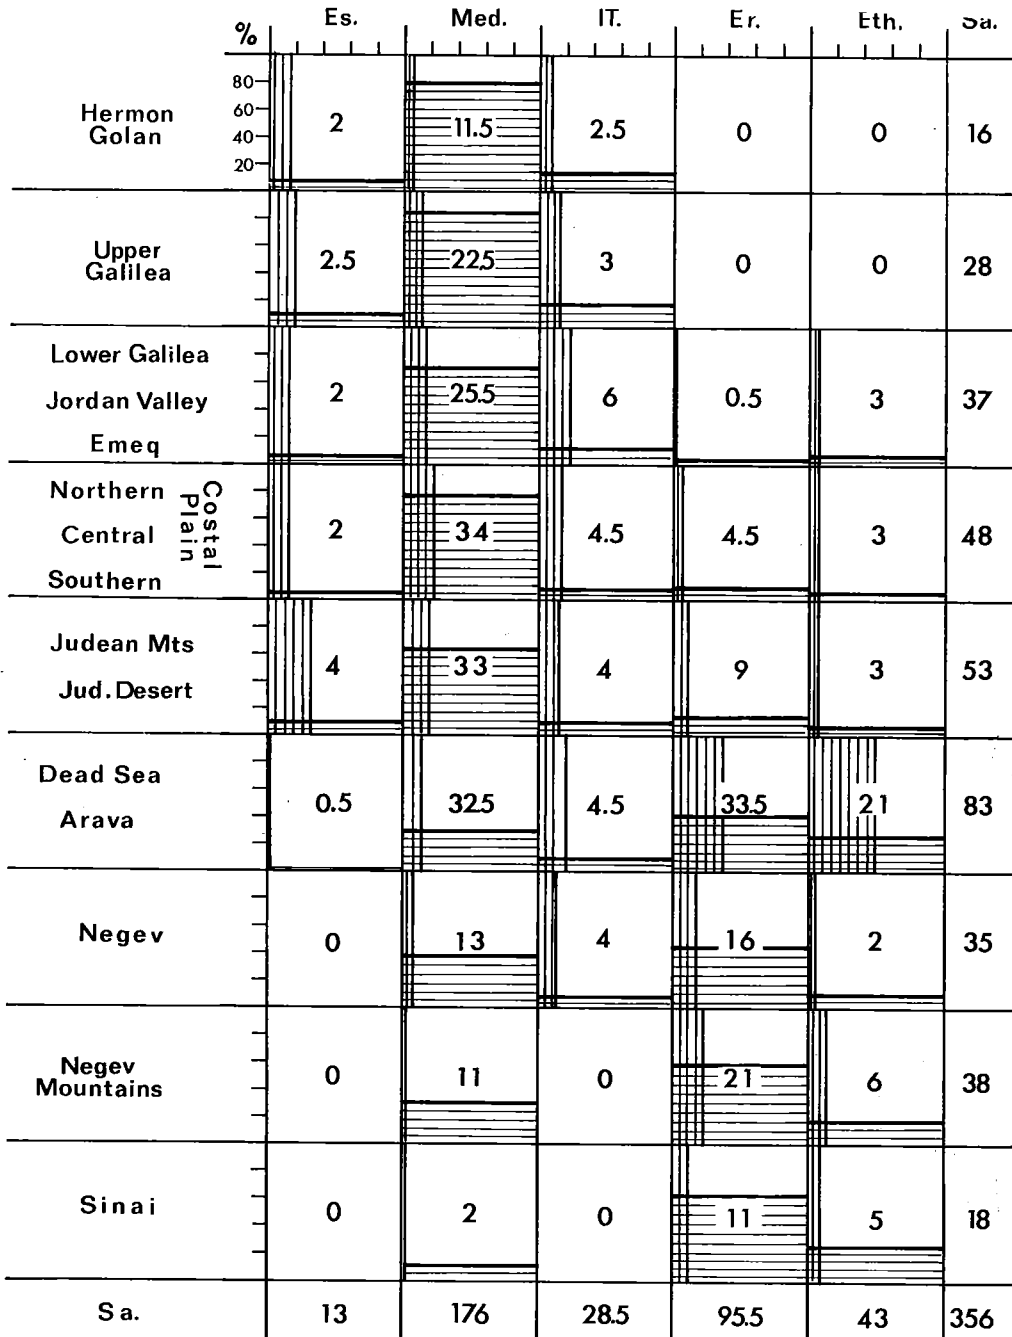 Es. Med. IT. Er. Eth. Sa.
%
80
60
40
20
Hermon
Golan
2 11.5 2.5 0 0 16
Upper
Galilea
2.5 22.5 3 0 0 28
Lower Galilea
Jordan Valley
Emeq
2 25.5 6 0.5 3 37
Northern
Central
Southern
Costal
Plain
2 34 4.5 4.5 3 48
Judean Mts
Jud. Desert
4 33 4 9 3 53
Dead Sea
Arava
0.5 32.5 4.5 33.5 21 83
Negev
0 13 4 16 2 35
Negev
Mountains
0 11 0 21 6 38
Sinai
0 2 0 11 5 18
Sa. 13 176 28.5 95.5 43 356